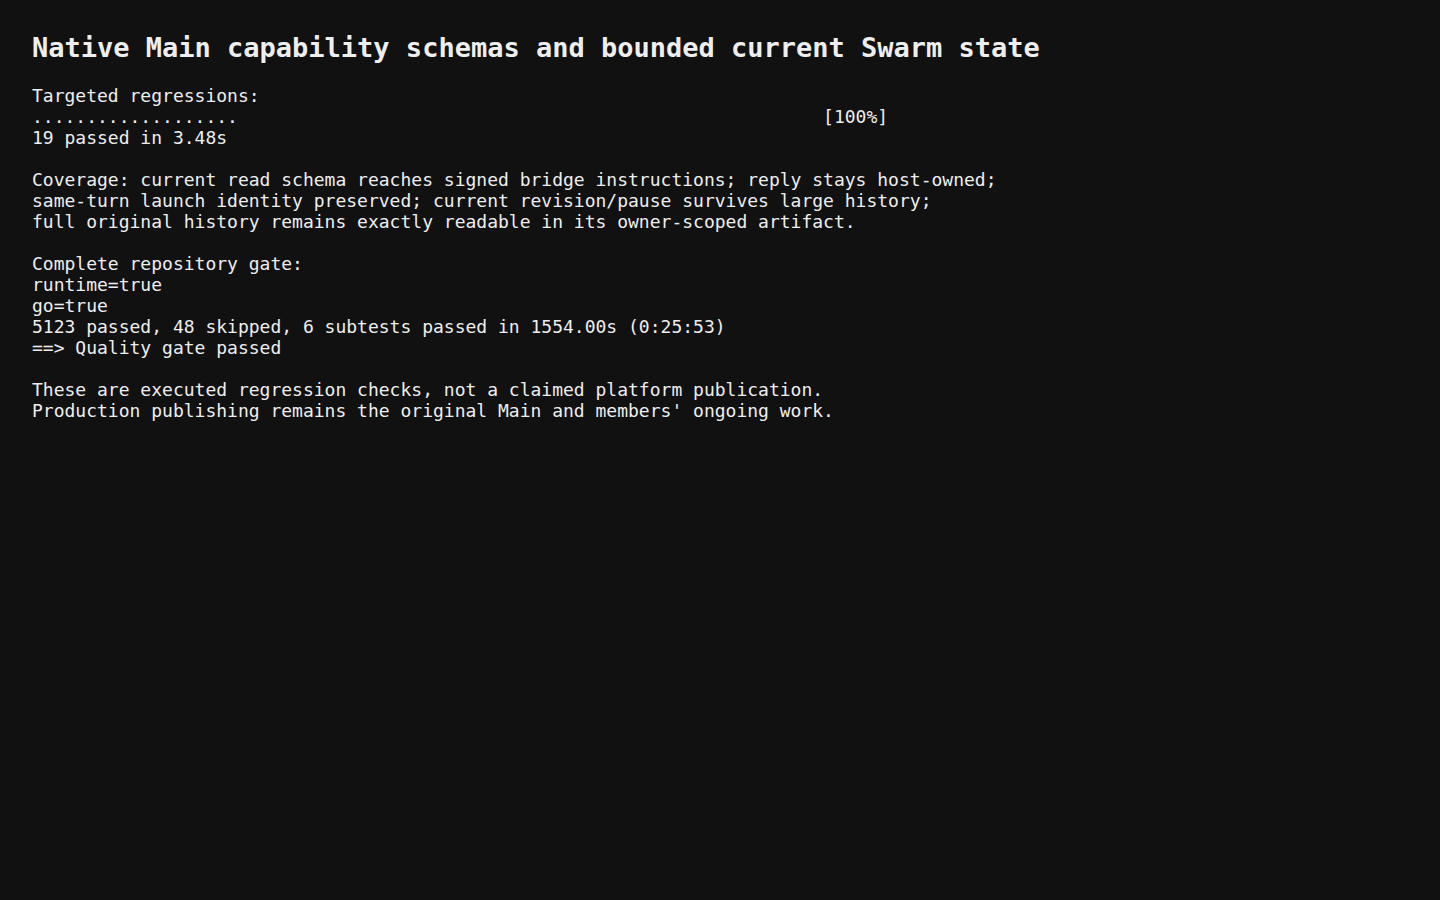 Native Main capability schemas and bounded current Swarm state
Targeted regressions:
................... [100%]
19 passed in 3.48s
Coverage: current read schema reaches signed bridge instructions; reply stays host-owned;
same-turn launch identity preserved; current revision/pause survives large history;
full original history remains exactly readable in its owner-scoped artifact.
Complete repository gate:
runtime=true
go=true
5123 passed, 48 skipped, 6 subtests passed in 1554.00s (0:25:53)
==> Quality gate passed
These are executed regression checks, not a claimed platform publication.
Production publishing remains the original Main and members' ongoing work.